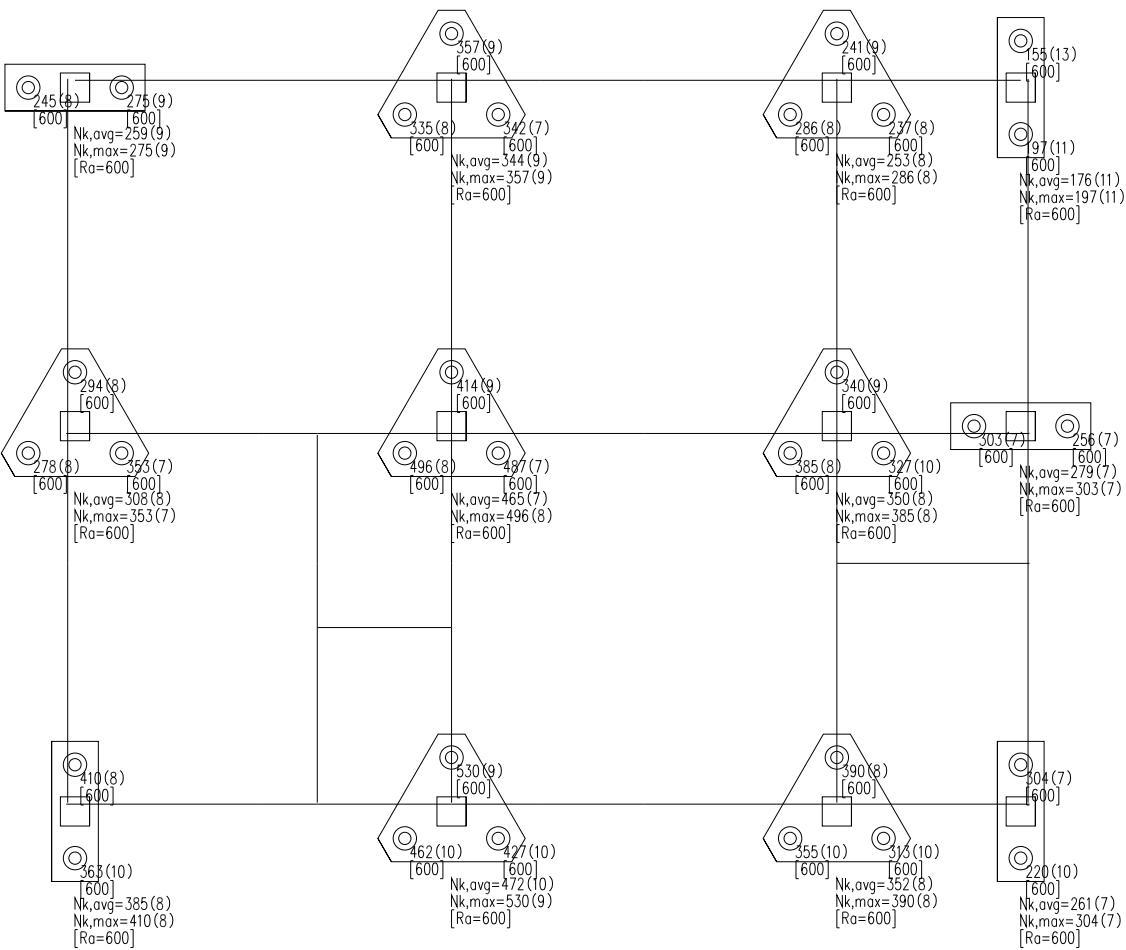 245(8)
[600]
275(9)
[600]
Nk,avg=259(9)
Nk,max=275(9)
[Ra=600]
357(9)
[600]
335(8)
[600]
342(7)
[600]
Nk,avg=344(9)
Nk,max=357(9)
[Ra=600]
241(9)
[600]
286(8)
[600]
237(8)
[600]
Nk,avg=253(8)
Nk,max=286(8)
[Ra=600]
155(13)
[600]
197(11)
[600]
Nk,avg=176(11)
Nk,max=197(11)
[Ra=600]
294(8)
[600]
278(8)
[600]
353(7)
[600]
Nk,avg=308(8)
Nk,max=353(7)
[Ra=600]
414(9)
[600]
496(8)
[600]
487(7)
[600]
Nk,avg=465(7)
Nk,max=496(8)
[Ra=600]
340(9)
[600]
385(8)
[600]
327(10)
[600]
Nk,avg=350(8)
Nk,max=385(8)
[Ra=600]
303(7)
[600]
256(7)
[600]
Nk,avg=279(7)
Nk,max=303(7)
[Ra=600]
410(8)
[600]
363(10)
[600]
Nk,avg=385(8)
Nk,max=410(8)
[Ra=600]
530(9)
[600]
462(10)
[600]
427(10)
[600]
Nk,avg=472(10)
Nk,max=530(9)
[Ra=600]
390(8)
[600]
355(10)
[600]
313(10)
[600]
Nk,avg=352(8)
Nk,max=390(8)
[Ra=600]
304(7)
[600]
220(10)
[600]
Nk,avg=261(7)
Nk,max=304(7)
[Ra=600]